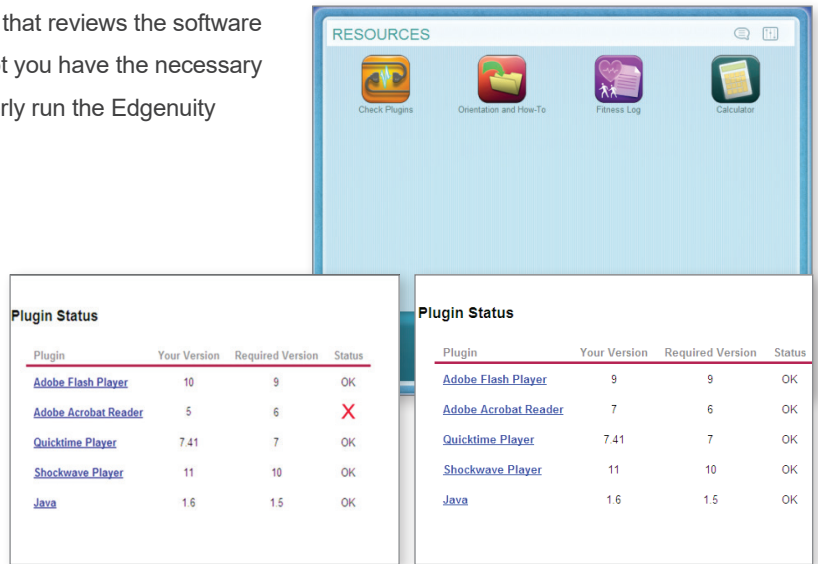 that reviews the software
you have the necessary
run the Edgenuity
RESOURCES
Check Plugins
Orientation and How-To
Fitness Log
Calculator
Plugin Status
Plugin Your Version Required Version Status
Adobe Flash Player 10 9 OK
Adobe Acrobat Reader 5 6 X
Quicktime Player 7.41 7 OK
Shockwave Player 11 10 OK
Java 1.6 1.5 OK
Plugin Status
Plugin Your Version Required Version Status
Adobe Flash Player 9 9 OK
Adobe Acrobat Reader 7 6 OK
Quicktime Player 7.41 7 OK
Shockwave Player 11 10 OK
Java 1.6 1.5 OK